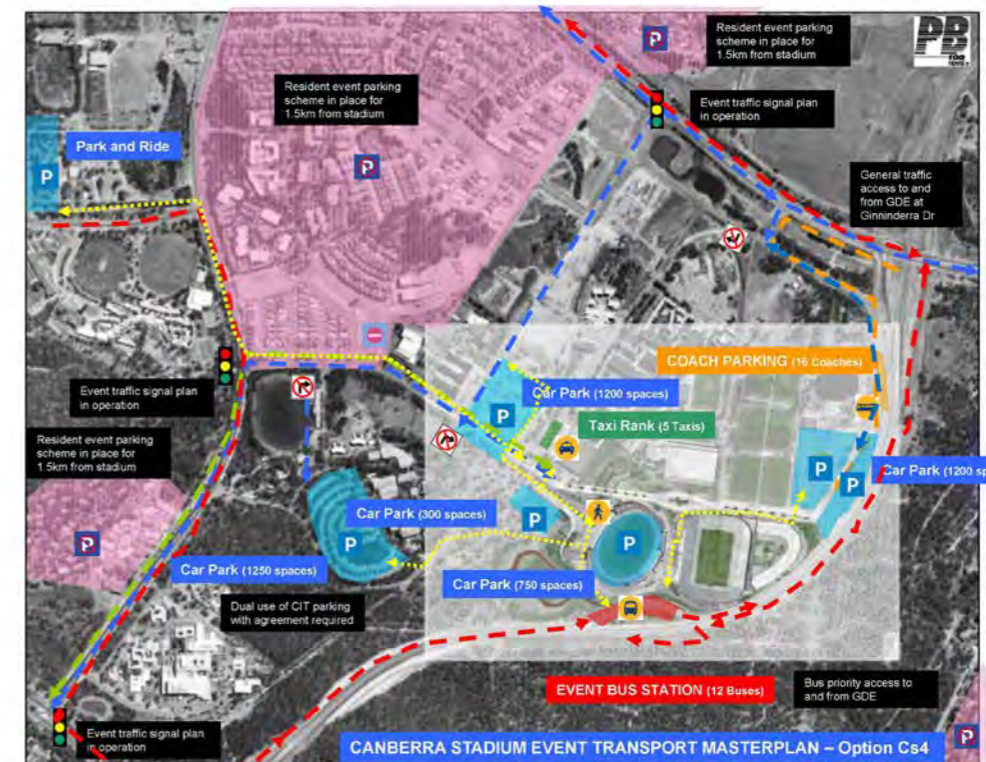 Resident event parking
scheme in place for
1.5km from stadium
PB
Resident event parking
scheme in place for
1.5km from stadium
P
Event traffic signal plan
in operation
Park and Ride
P
P
General traffic
access to and
from GDE at
Ginninderra Dr
COACH PARKING (16 Coaches)
Event traffic signal plan
in operation
Car Park (1200 spaces)
P
Taxi Rank (5 Taxis)
Resident event parking
scheme in place for
1.5km from stadium
P
P
Car Park (1200 sp
Car Park (300 spaces)
P
P
P
P
Car Park (1250 spaces)
Car Park (750 spaces)
Dual use of CIT parking
with agreement required
EVENT BUS STATION (12 Buses)
Bus priority access to
and from GDE
Event traffic signal plan
in operation
CANBERRA STADIUM EVENT TRANSPORT MASTERPLAN – Option Cs4
P